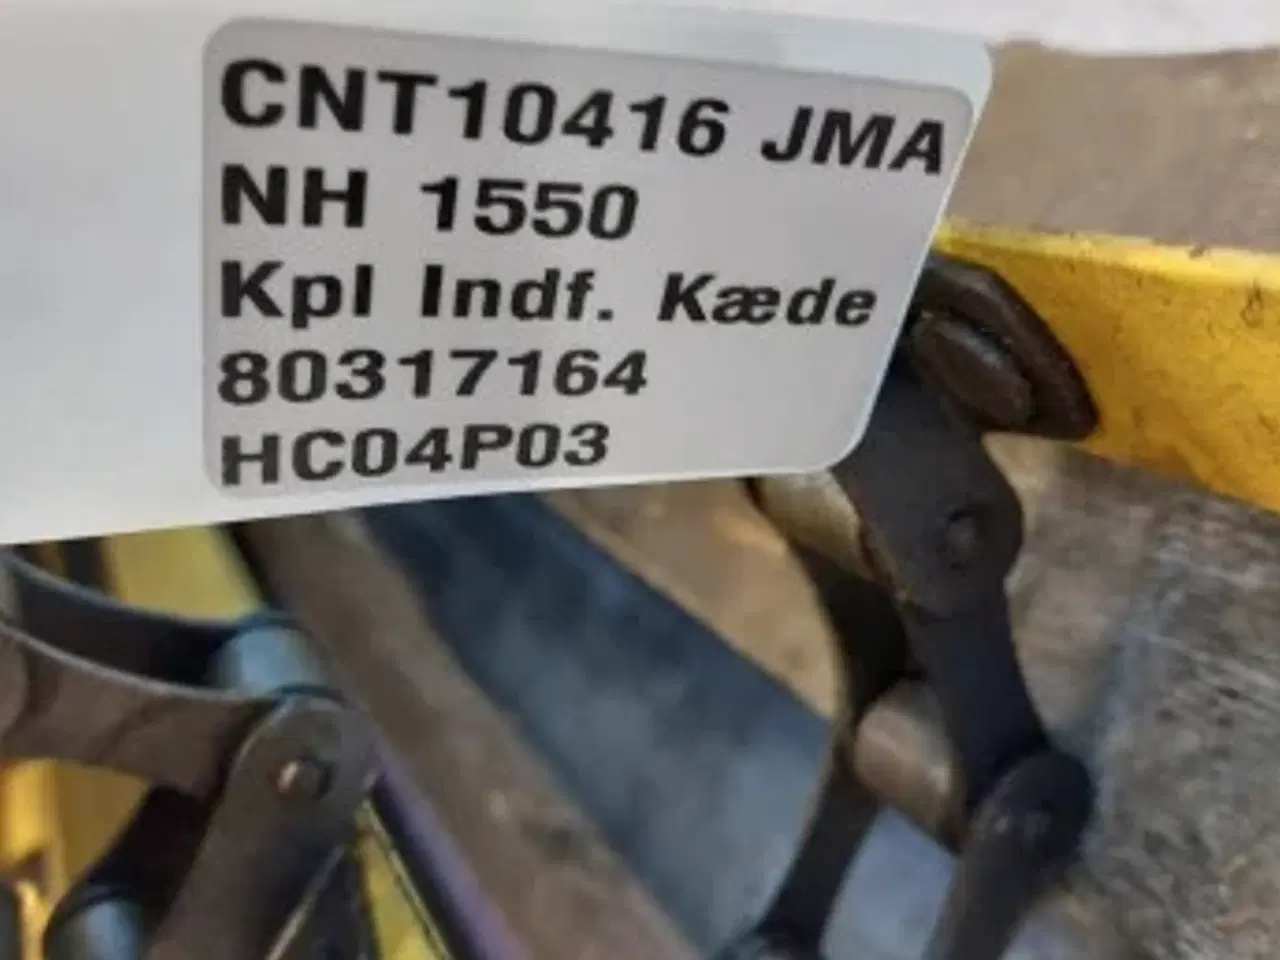 CNT10416 JMA
NH 1550
Kpl Indf. Kæde
80317164
HC04P03